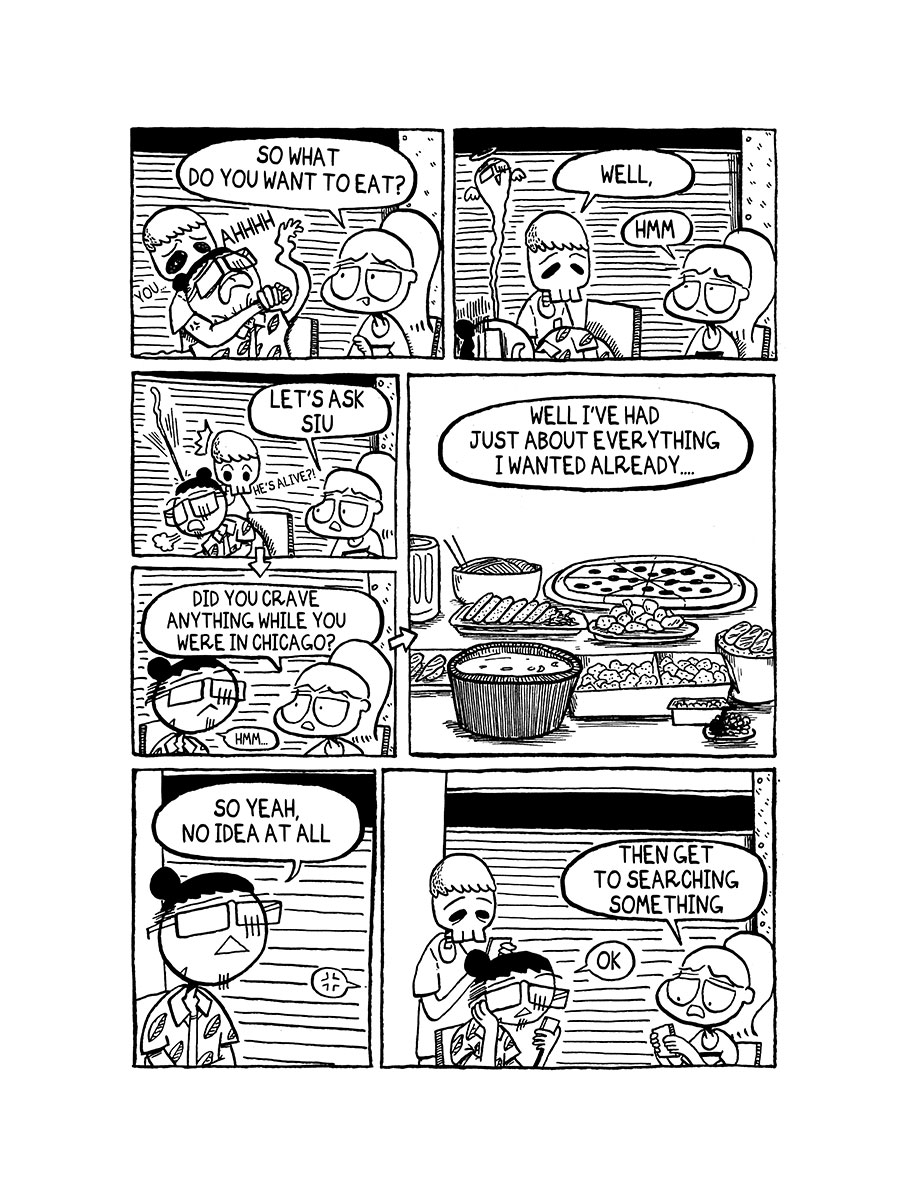 SO WHAT
DO YOU WANT TO EAT?
AHHHH
YOU...
WELL,
HMM
LET'S ASK
SIU
HE'S ALIVE?!
DID YOU CRAVE
ANYTHING WHILE YOU
WERE IN CHICAGO?
HMM...
WELL I'VE HAD
JUST ABOUT EVERYTHING
I WANTED ALREADY....
SO YEAH,
NO IDEA AT ALL
THEN GET
TO SEARCHING
SOMETHING
OK